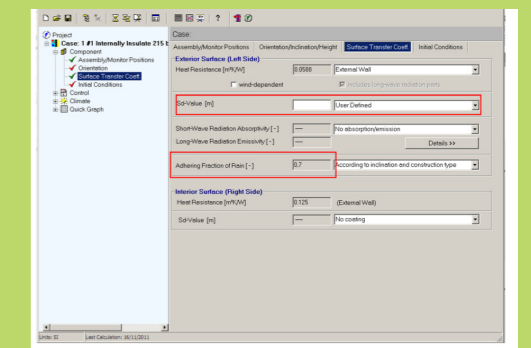 Project
Case: 1 #1 Internally Insulate 215 b
Component
Assembly/Monitor Positions
Orientation
Surface Transfer Coeff.
Initial Conditions
Control
Climate
Quick Graph
Case:
Assembly/Monitor Positions Orientation/Inclination/Height Surface Transfer Coeff. Initial Conditions
Exterior Surface (Left Side)
Heat Resistance [m²K/W] 0.0588 External Wall
wind-dependent includes long-wave radiation parts
Sd-Value [m] User Defined
Short-Wave Radiation Absorptivity [-] ---- No absorption/emission
Long-Wave Radiation Emissivity [-] ---- Details >>
Adhering Fraction of Rain [-] 0,7 According to inclination and construction type
Interior Surface (Right Side)
Heat Resistance [m²K/W] 0.125 (External Wall)
Sd-Value [m] ---- No coating
Units: SI Last Calculation: 16/11/2011